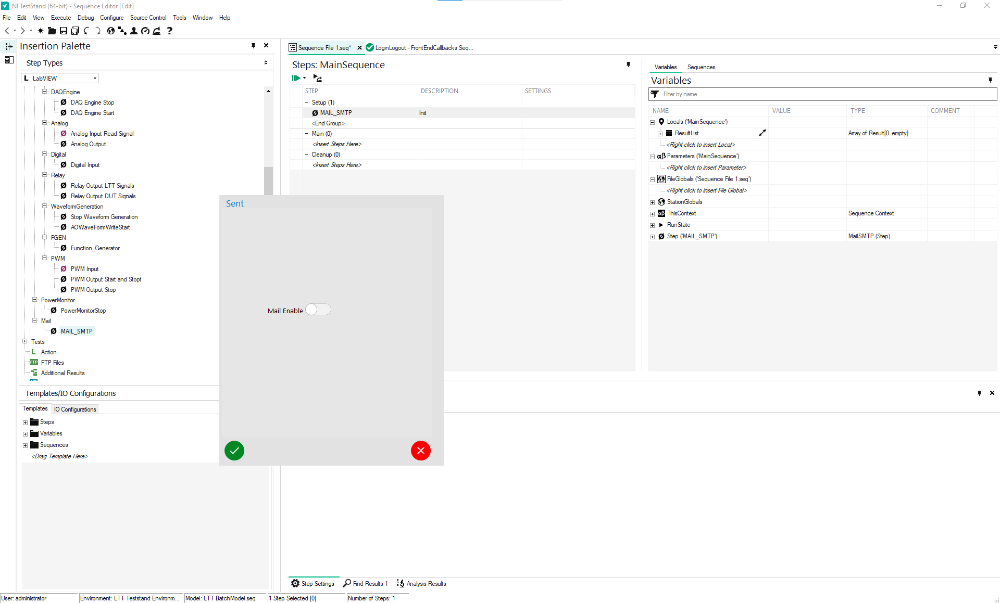 NI TestStand (64-bit) - Sequence Editor [Edit]
File Edit View Execute Debug Configure Source Control Tools Window Help
Insertion Palette
Step Types
L LabVIEW
DAQEngine
DAQ Engine Stop
DAQ Engine Start
Analog
Analog Input Read Signal
Analog Output
Digital
Digital Input
Relay
Relay Output LTT Signals
Relay Output DUT Signals
WaveformGeneration
Stop Waveform Generation
AOWaveFormWriteStart
FGEN
Function_Generator
PWM
PWM Input
PWM Output Start and Stopt
PWM Output Stop
PowerMonitor
PowerMonitorStop
Mail
MAIL_SMTP
Tests
L Action
FTP FTP Files
Additional Results
Templates/IO Configurations
Templates IO Configurations
Steps
Variables
Sequences
<Drag Template Here>
Sequence File 1.seq* LoginLogout - FrontEndCallbacks.Seq...
Steps: MainSequence
STEP DESCRIPTION SETTINGS
Setup (1)
MAIL_SMTP Init
<End Group>
Main (0)
<Insert Steps Here>
Cleanup (0)
<Insert Steps Here>
Sent
Mail Enable
Variables Sequences
Variables
Filter by name
NAME VALUE TYPE COMMENT
Locals ('MainSequence')
ResultList Array of Result[0..empty]
<Right click to insert Local>
αβ Parameters ('MainSequence')
<Right click to insert Parameter>
FileGlobals ('Sequence File 1.seq')
<Right click to insert File Global>
StationGlobals
αβ ThisContext Sequence Context
RunState
Step ('MAIL_SMTP') MailSMTP (Step)
Step Settings Find Results 1 Analysis Results
User: administrator Environment: LTT Teststand Environm... Model: LTT BatchModel.seq 1 Step Selected [0] Number of Steps: 1